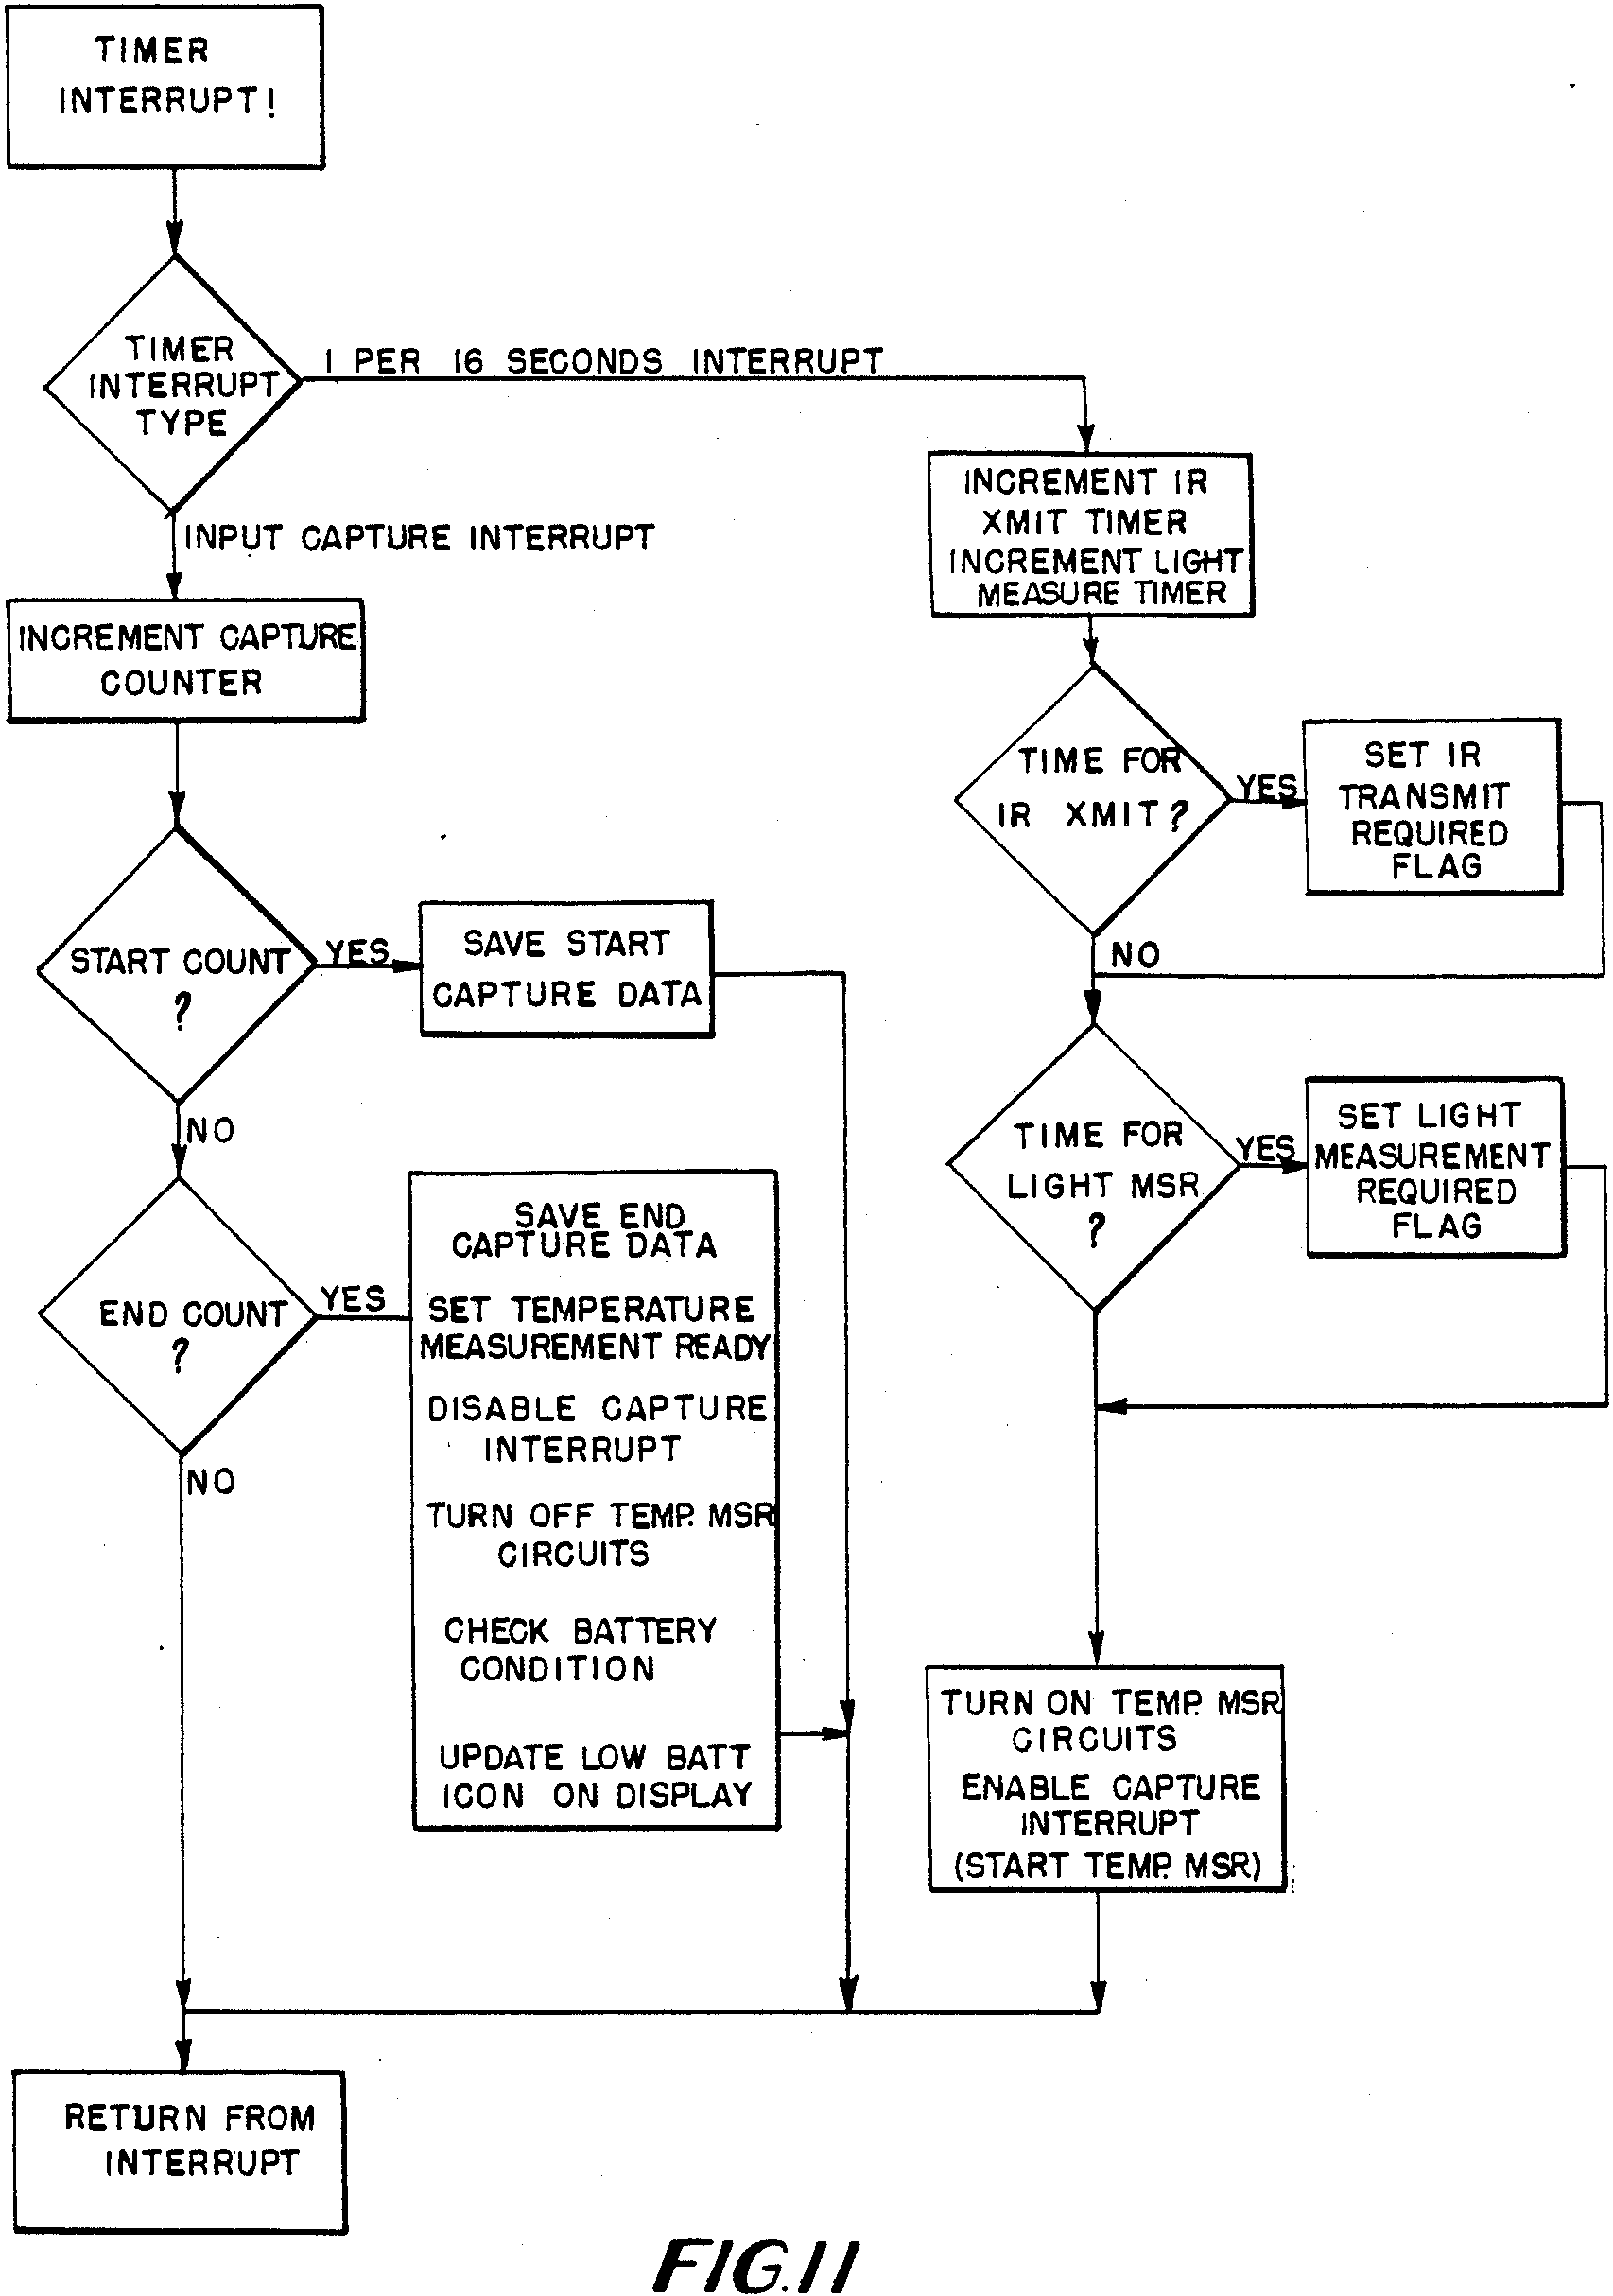 TIMER
INTERRUPT!
TIMER
INTERRUPT
TYPE
1 PER 16 SECONDS INTERRUPT
INPUT CAPTURE INTERRUPT
INCREMENT CAPTURE
COUNTER
START COUNT
?
YES
SAVE START
CAPTURE DATA
NO
END COUNT
?
YES
SAVE END
CAPTURE DATA
SET TEMPERATURE
MEASUREMENT READY
DISABLE CAPTURE
INTERRUPT
TURN OFF TEMP. MSR
CIRCUITS
CHECK BATTERY
CONDITION
UPDATE LOW BATT
ICON ON DISPLAY
NO
INCREMENT IR
XMIT TIMER
INCREMENT LIGHT
MEASURE TIMER
TIME FOR
IR XMIT?
YES
SET IR
TRANSMIT
REQUIRED
FLAG
NO
TIME FOR
LIGHT MSR
?
YES
SET LIGHT
MEASUREMENT
REQUIRED
FLAG
TURN ON TEMP. MSR
CIRCUITS
ENABLE CAPTURE
INTERRUPT
(START TEMP. MSR)
RETURN FROM
INTERRUPT
FIG. 11